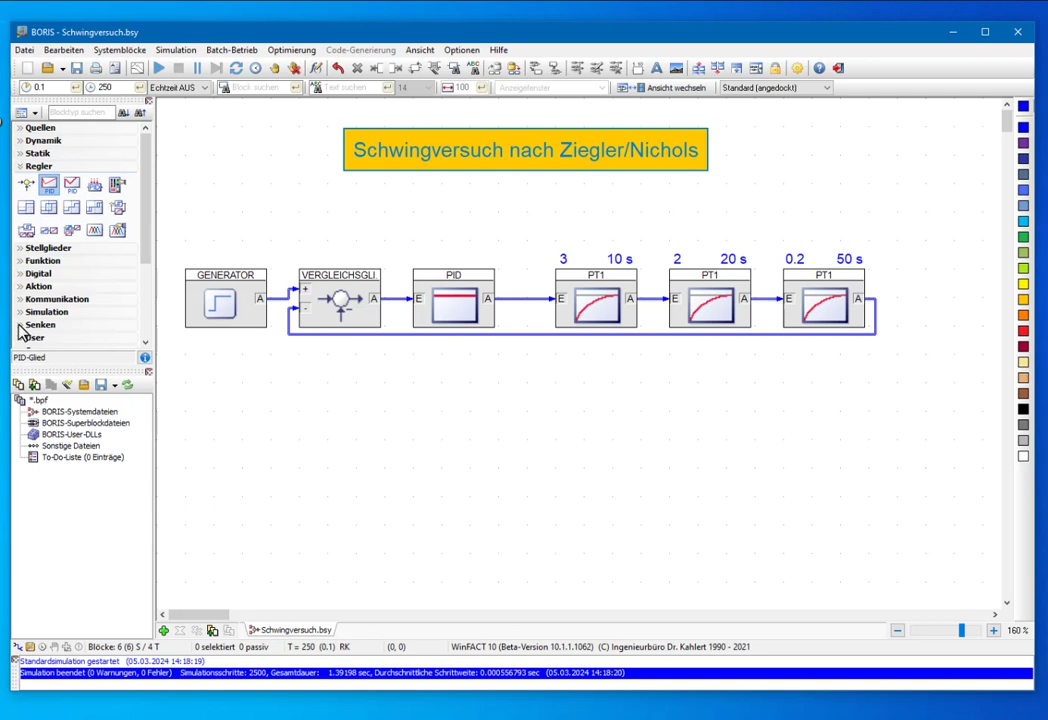 BORIS - Schwingversuch.bsy
Datei Bearbeiten Systemblöcke Simulation Batch-Betrieb Optimierung Code-Generierung Ansicht Optionen Hilfe
0.1 250 Echtzeit AUS Block suchen Text suchen 14 100 Anzeigefenster Ansicht wechseln Standard (angedockt)
Blocktyp suchen
Quellen
Dynamik
Statik
Regler
PID PID
Stellglieder
Funktion
Digital
Aktion
Kommunikation
Simulation
Senken
User
PID-Glied
*.bpf
BORIS-Systemdateien
BORIS-Superblockdateien
BORIS-User-DLLs
Sonstige Dateien
To-Do-Liste (0 Einträge)
Schwingversuch nach Ziegler/Nichols
3 10 s 2 20 s 0.2 50 s
GENERATOR VERGLEICHSGLI. PID PT1 PT1 PT1
A + - A E A E A E A E A
Schwingversuch.bsy
160 %
Blöcke: 6 (6) S / 4 T 0 selektiert 0 passiv T = 250 (0.1) RK (0, 0) WinFACT 10 (Beta-Version 10.1.1.1062) (C) Ingenieurbüro Dr. Kahlert 1990 - 2021
Standardsimulation gestartet (05.03.2024 14:18:19)
Simulation beendet (0 Warnungen, 0 Fehler) Simulationsschritte: 2500, Gesamtdauer: 1.39198 sec, Durchschnittliche Schrittweite: 0.000556793 sec (05.03.2024 14:18:20)